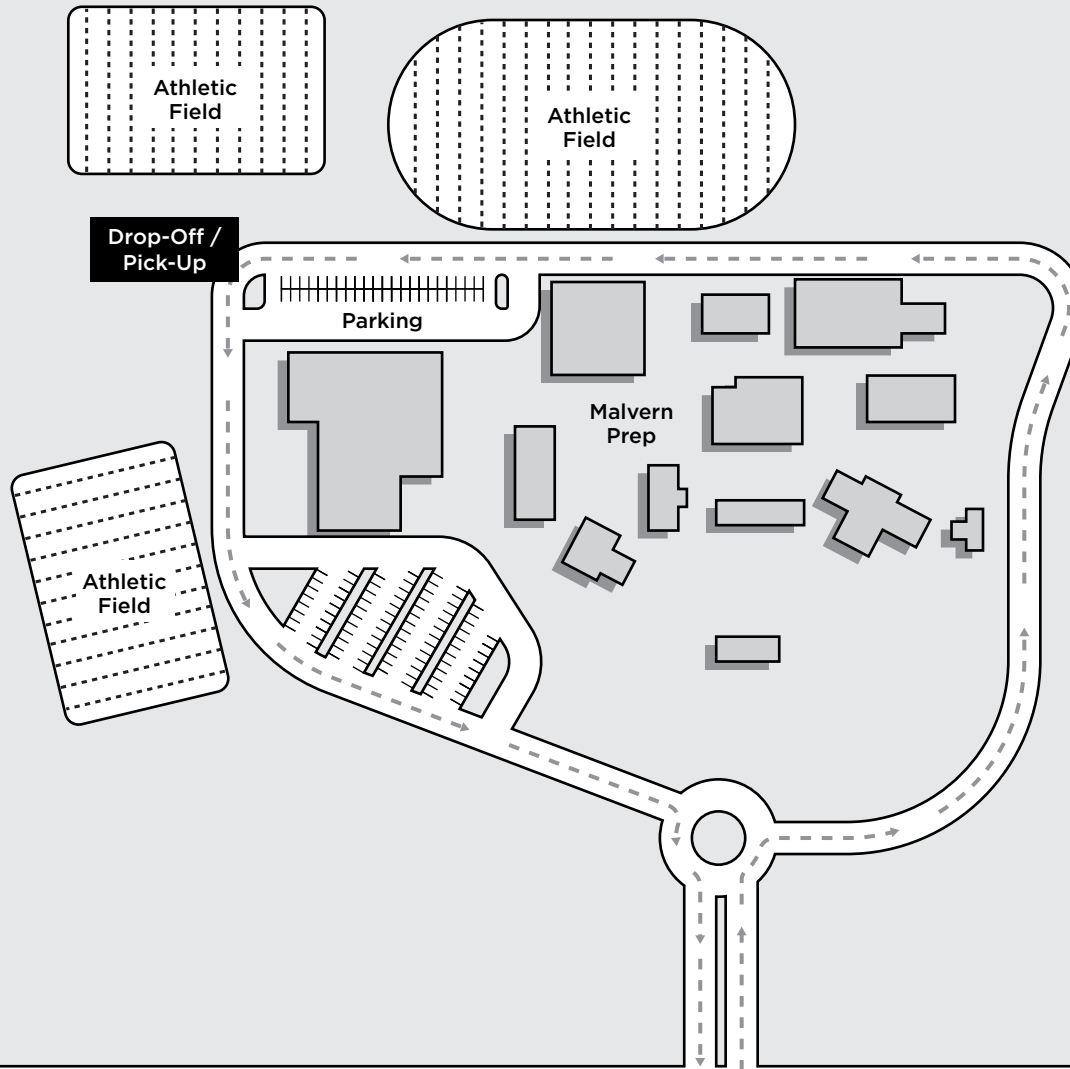 Athletic
Field
Athletic
Field
Drop-Off /
Pick-Up
Parking
Malvern
Prep
Athletic
Field